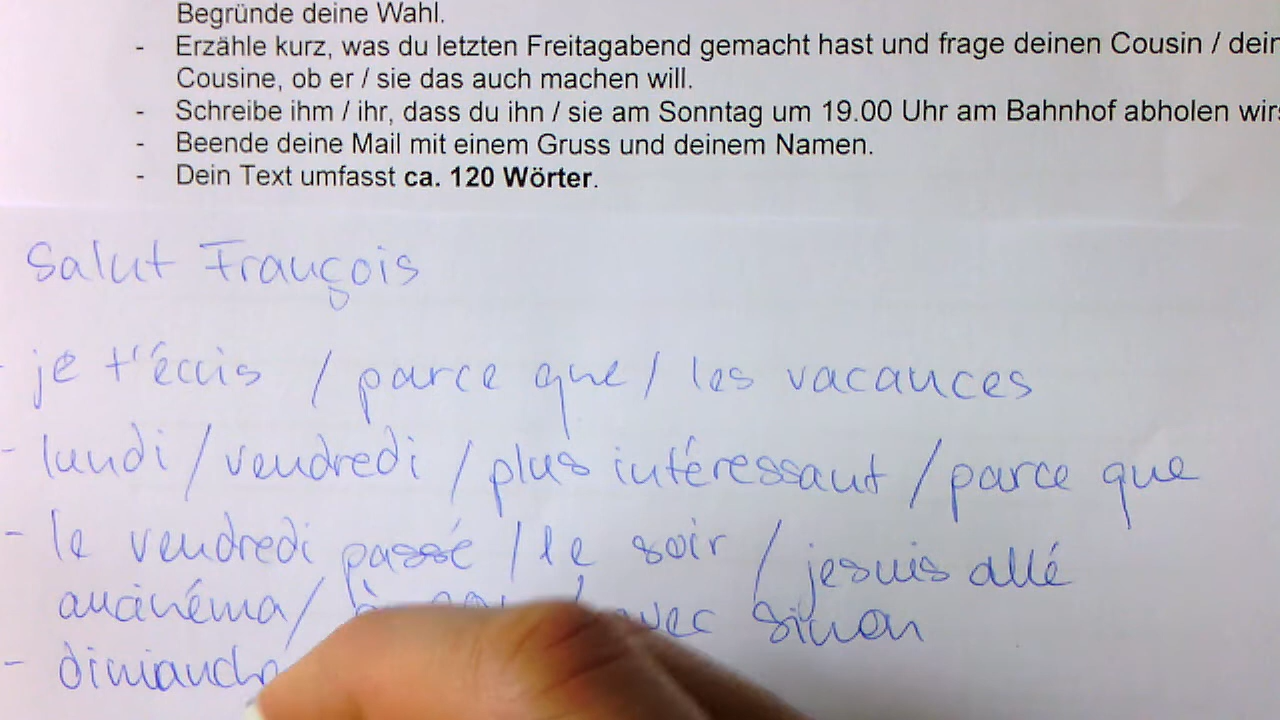 Begründe deine Wahl.
- Erzähle kurz, was du letzten Freitagabend gemacht hast und frage deinen Cousin /
Cousine, ob er / sie das auch machen will.
- Schreibe ihm / ihr, dass du ihn / sie am Sonntag um 19.00 Uhr am Bahnhof abholen
- Beende deine Mail mit einem Gruss und deinem Namen.
- Dein Text umfasst ca. 120 Wörter.
Salut François
- je t'écris / parce que / les vacances
- lundi / vendredi / plus intéressant / parce que
- le vendredi passé / le soir / je suis allé
au cinéma / avec Simon
-